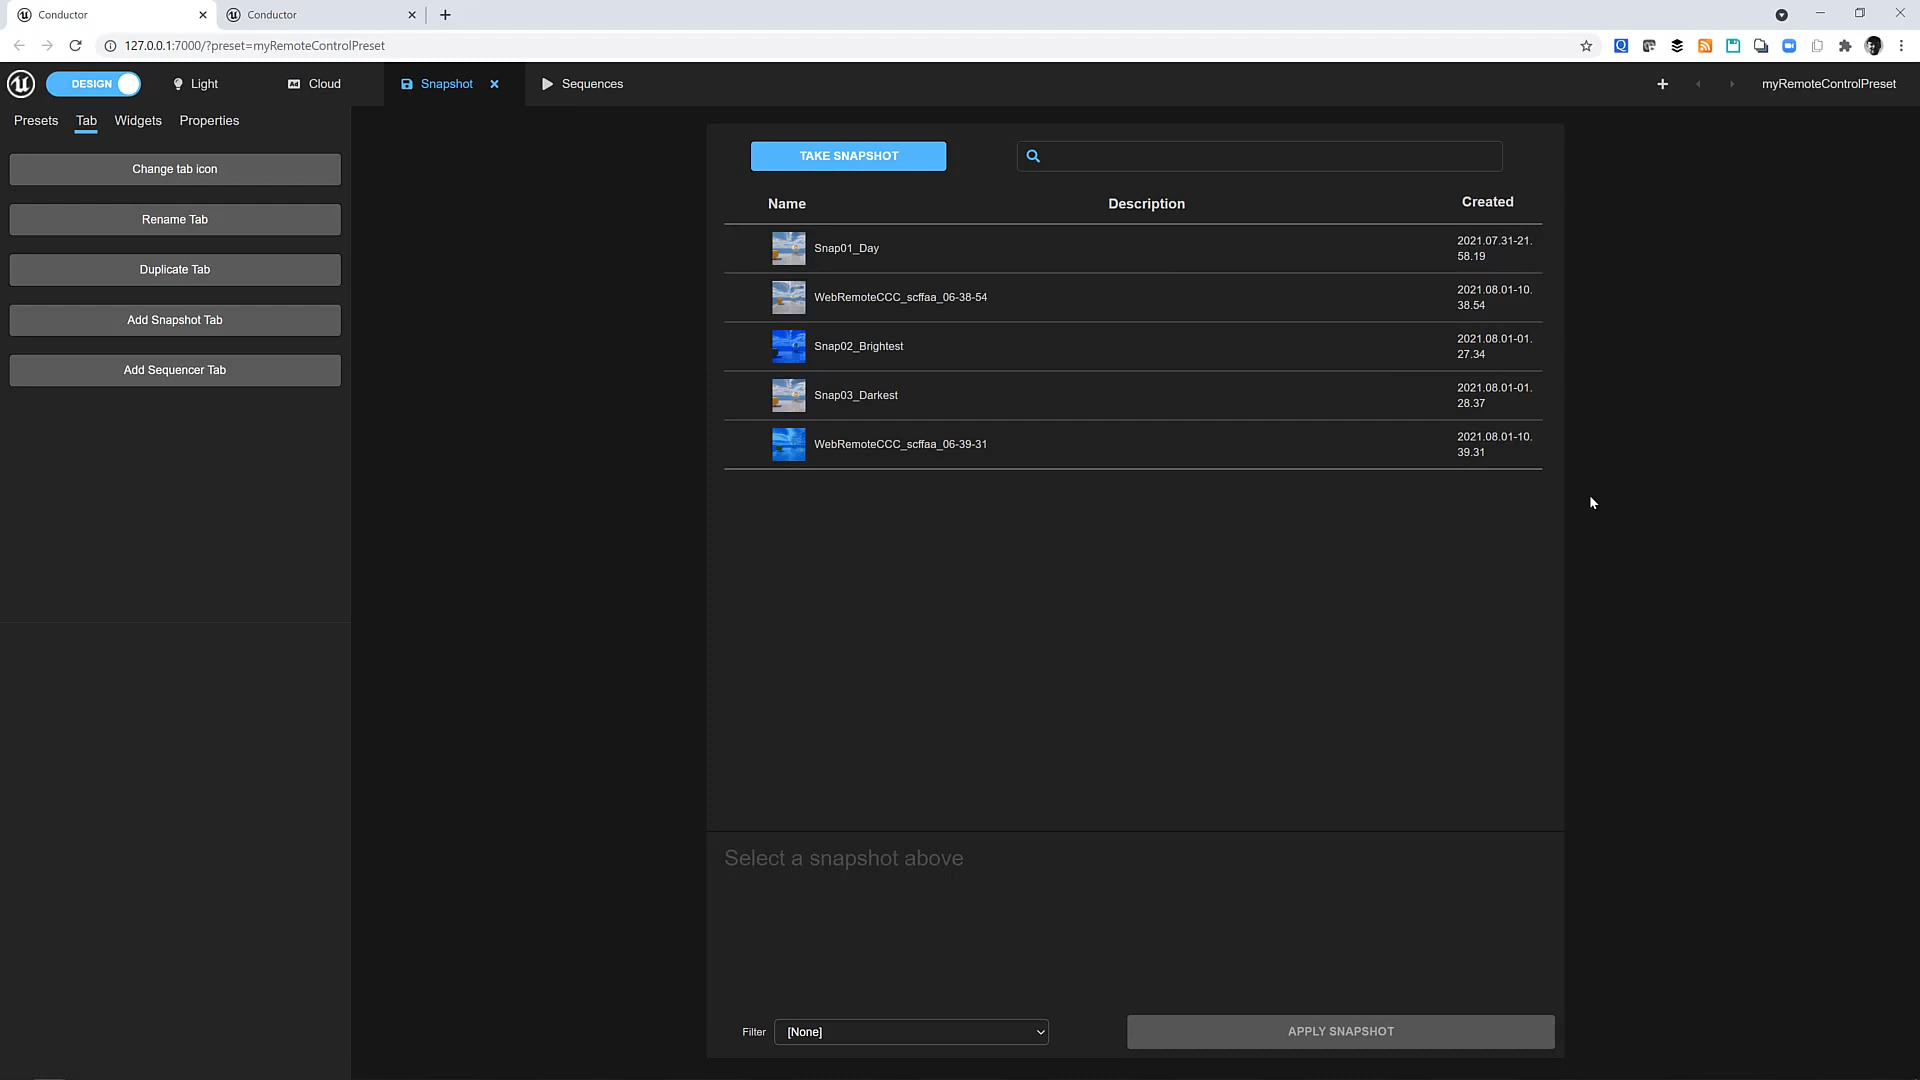 Conductor
Conductor
127.0.0.1:7000/?preset=myRemoteControlPreset
DESIGN
Light
Cloud
Snapshot
Sequences
myRemoteControlPreset
Presets
Tab
Widgets
Properties
Change tab icon
Rename Tab
Duplicate Tab
Add Snapshot Tab
Add Sequencer Tab
TAKE SNAPSHOT
Name
Description
Created
Snap01_Day
2021.07.31-21.
58.19
WebRemoteCCC_scffaa_06-38-54
2021.08.01-10.
38.54
Snap02_Brightest
2021.08.01-01.
27.34
Snap03_Darkest
2021.08.01-01.
28.37
WebRemoteCCC_scffaa_06-39-31
2021.08.01-10.
39.31
Select a snapshot above
Filter
[None]
APPLY SNAPSHOT